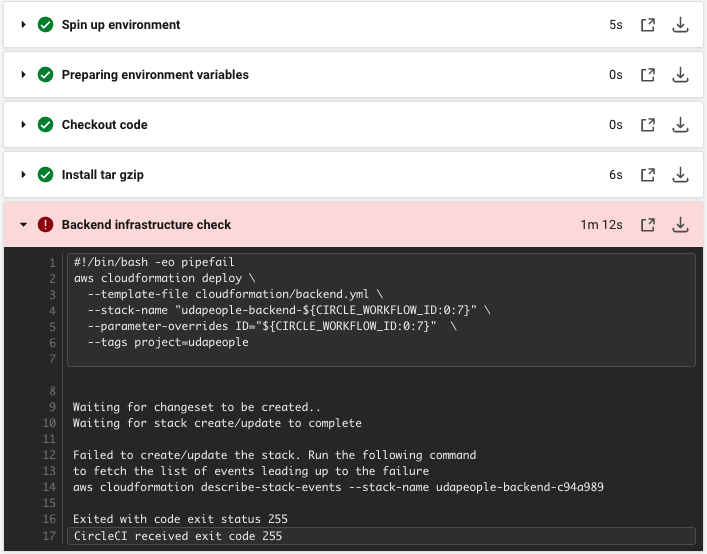 Spin up environment 5s
Preparing environment variables 0s
Checkout code 0s
Install tar gzip 6s
! Backend infrastructure check 1m 12s
1 #!/bin/bash -eo pipefail
2 aws cloudformation deploy \
3   --template-file cloudformation/backend.yml \
4   --stack-name "udapeople-backend-${CIRCLE_WORKFLOW_ID:0:7}" \
5   --parameter-overrides ID="${CIRCLE_WORKFLOW_ID:0:7}"  \
6   --tags project=udapeople
7
8
9 Waiting for changeset to be created..
10 Waiting for stack create/update to complete
11
12 Failed to create/update the stack. Run the following command
13 to fetch the list of events leading up to the failure
14 aws cloudformation describe-stack-events --stack-name udapeople-backend-c94a989
15
16 Exited with code exit status 255
17 CircleCI received exit code 255